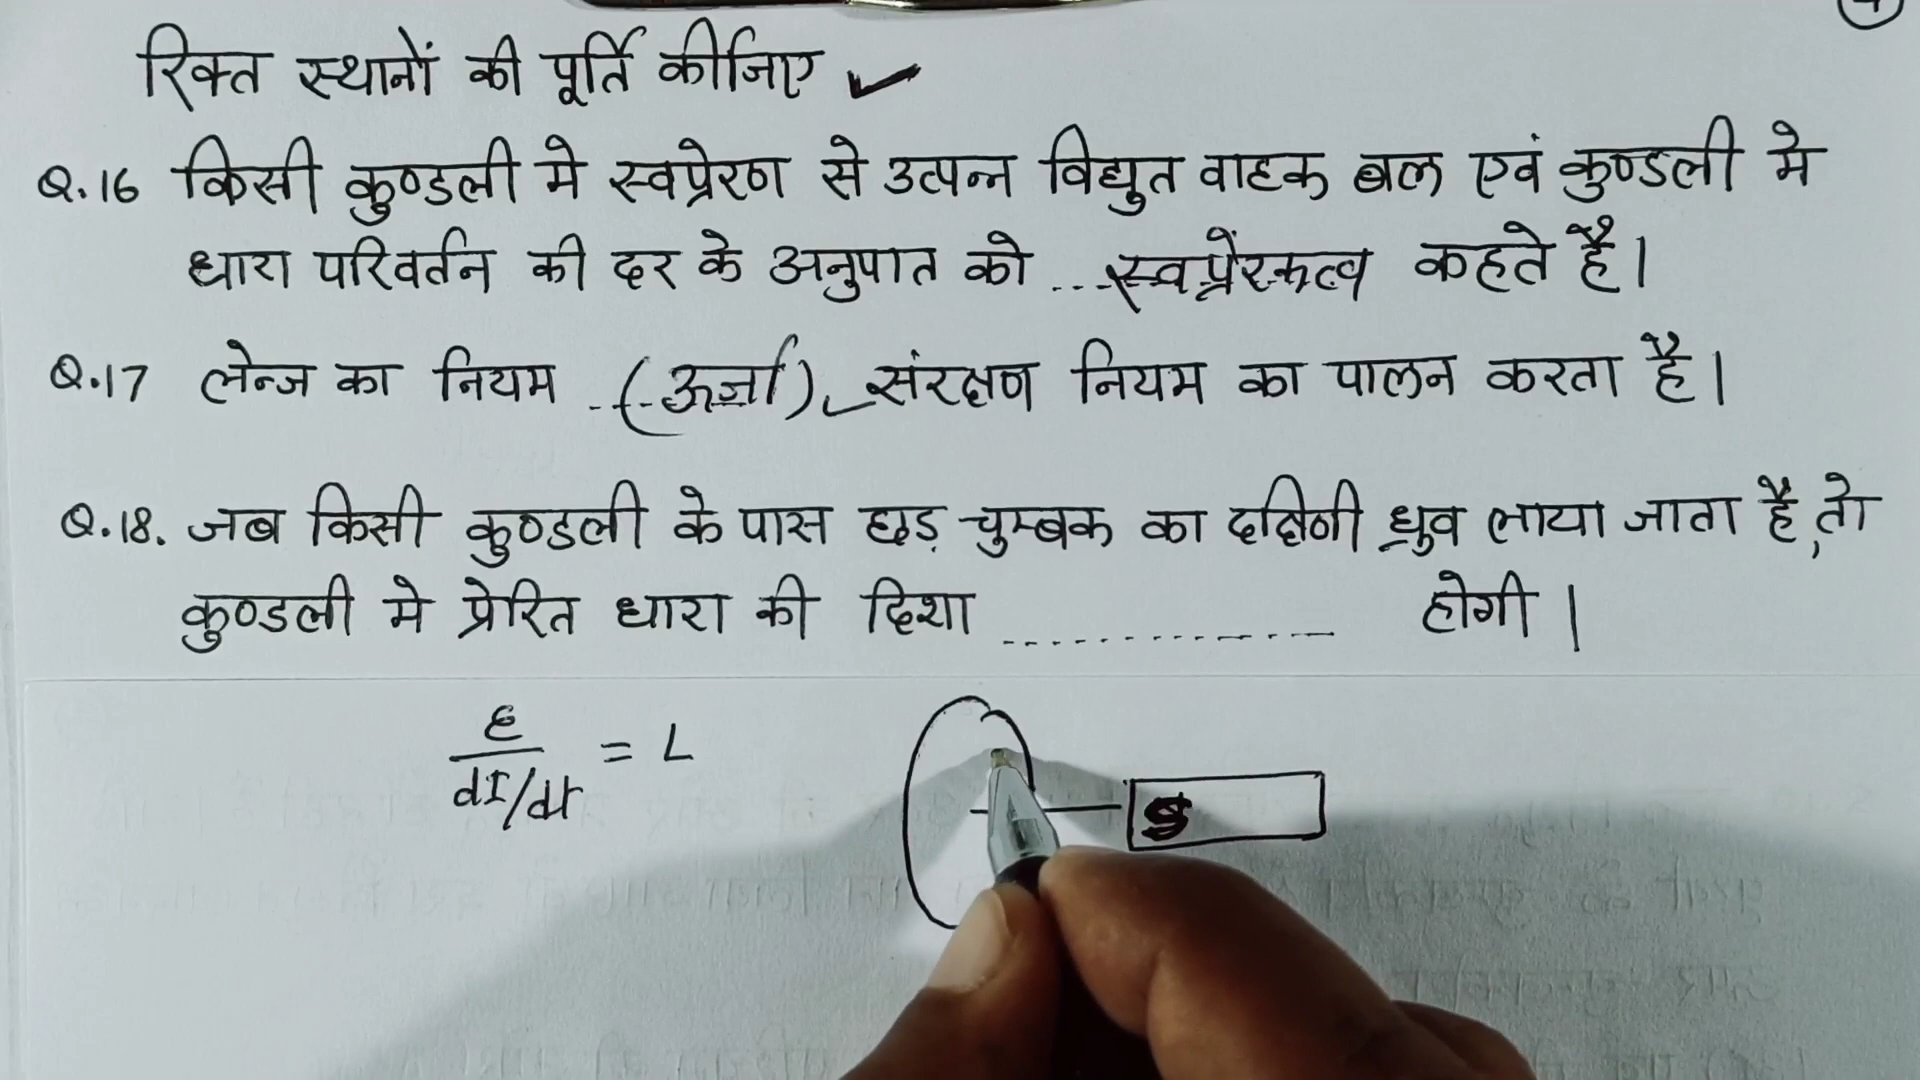 रिक्त स्थानों की पूर्ति कीजिए
Q.16 किसी कुण्डली मे स्वप्रेरण से उत्पन्न विद्युत वाहक बल एवं कुण्डली मे
धारा परिवर्तन की दर के अनुपात को ...स्वप्रेरकत्व कहते है।
Q.17 लेन्ज का नियम ..(ऊर्जा).. संरक्षण नियम का पालन करता है।
Q.18. जब किसी कुण्डली के पास छड़ चुम्बक का दक्षिणी ध्रुव लाया जाता है, तो
कुण्डली मे प्रेरित धारा की दिशा .............. होगी।
ε
dI/dt = L
S